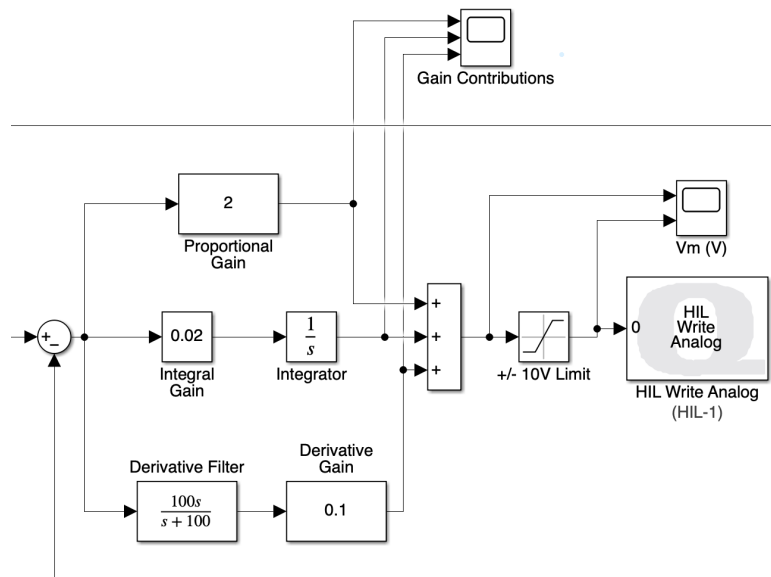 Gain Contributions
2
Proportional
Gain
Vm (V)
+
−
0.02
Integral
Gain
1
s
Integrator
+
+
+
+/- 10V Limit
0
HIL
Write
Analog
HIL Write Analog
(HIL-1)
Derivative Filter
100s
s + 100
Derivative
Gain
0.1